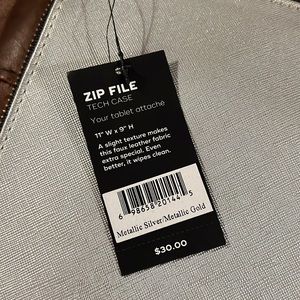 ZIP FILE
TECH CASE
Your tablet attaché
11" W x 9" H
A slight texture makes
this faux leather fabric
extra special. Even
better, it wipes clean.
6 98658 20144 5
Metallic Silver/Metallic Gold
$30.00